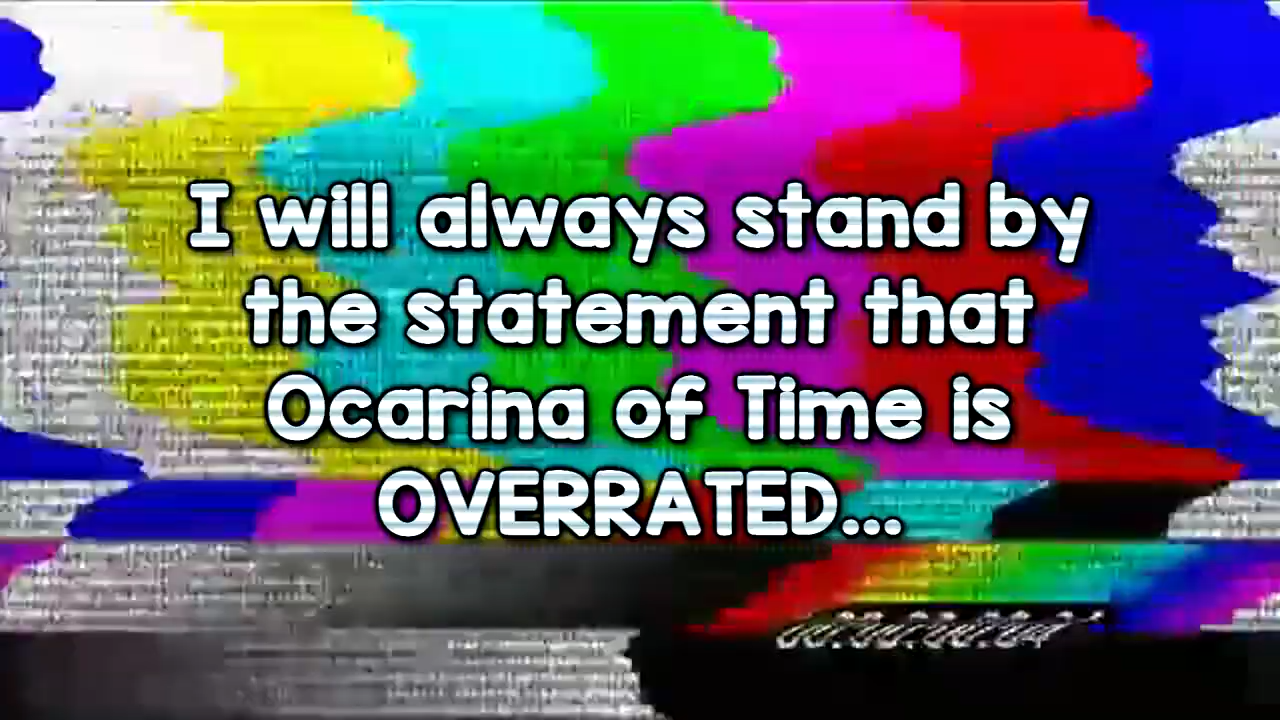 I will always stand by
the statement that
Ocarina of Time is
OVERRATED...